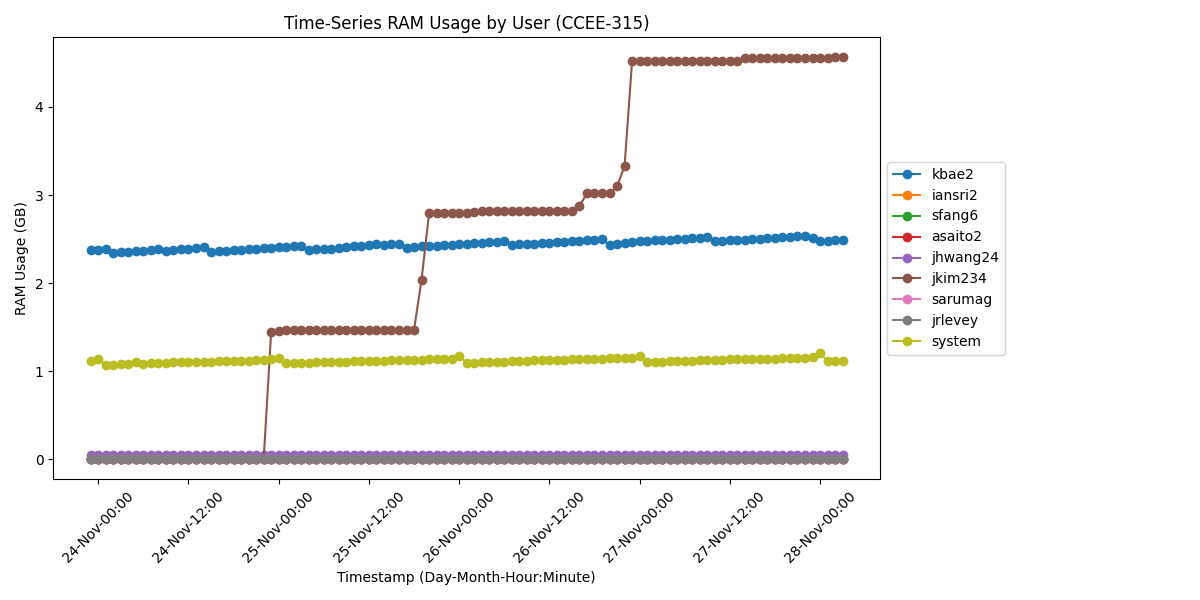 Time-Series RAM Usage by User (CCEE-315)
RAM Usage (GB)
4
3
2
1
0
24-Nov-00:00
24-Nov-12:00
25-Nov-00:00
25-Nov-12:00
26-Nov-00:00
26-Nov-12:00
27-Nov-00:00
27-Nov-12:00
28-Nov-00:00
Timestamp (Day-Month-Hour:Minute)
kbae2
iansri2
sfang6
asaito2
jhwang24
jkim234
sarumag
jrlevey
system